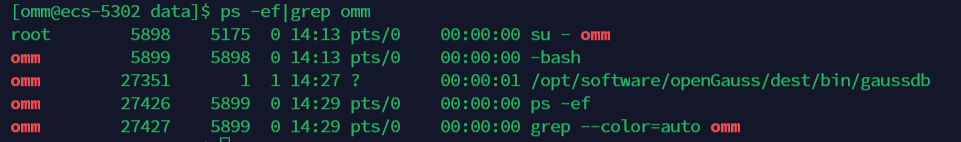 [omm@ecs-5302 data]$ ps -ef|grep omm
root 5898 5175 0 14:13 pts/0 00:00:00 su - omm
omm 5899 5898 0 14:13 pts/0 00:00:00 -bash
omm 27351 1 1 14:27 ? 00:00:01 /opt/software/openGauss/dest/bin/gaussdb
omm 27426 5899 0 14:29 pts/0 00:00:00 ps -ef
omm 27427 5899 0 14:29 pts/0 00:00:00 grep --color=auto omm